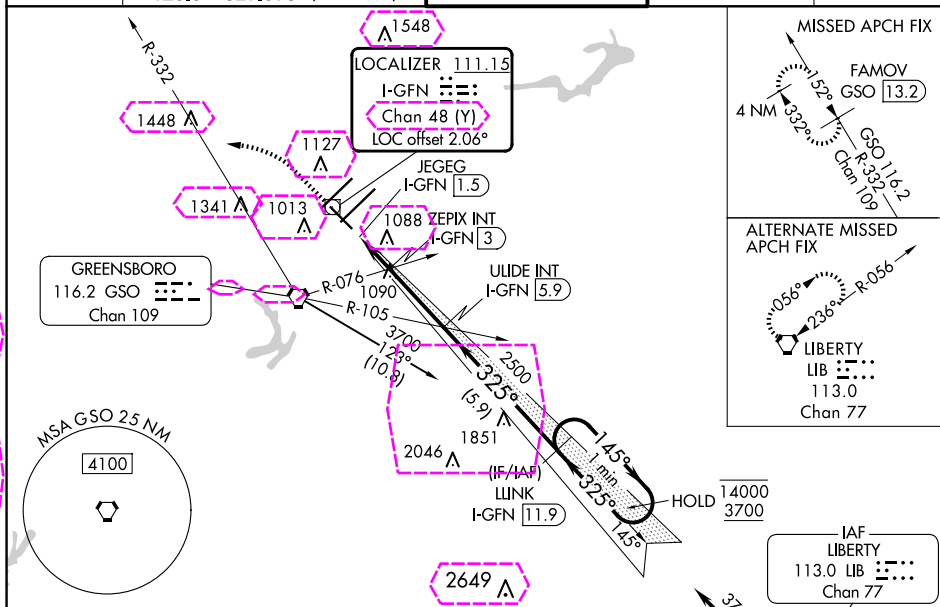 1548
R-332
LOCALIZER 111.15
I-GFN
Chan 48 (Y)
LOC offset 2.06°
1448
1127
JEGEG
I-GFN 1.5
1341
1013
1088
ZEPIX INT
I-GFN 3
GREENSBORO
116.2 GSO
Chan 109
R-076
1090
ULIDE INT
I-GFN 5.9
R-105
3700
123°
(10.8)
2500
325°
(5.9)
1851
2046
(IF/IAF)
LLINK
I-GFN 11.9
145°
1 min
325°
145°
HOLD 14000
3700
MSA GSO 25 NM
4100
2649
IAF
LIBERTY
113.0 LIB
Chan 77
MISSED APCH FIX
FAMOV
GSO 13.2
4 NM
152°
332°
GSO 116.2
R-332
Chan 109
ALTERNATE MISSED
APCH FIX
R-056
056°
236°
LIBERTY
LIB
113.0
Chan 77